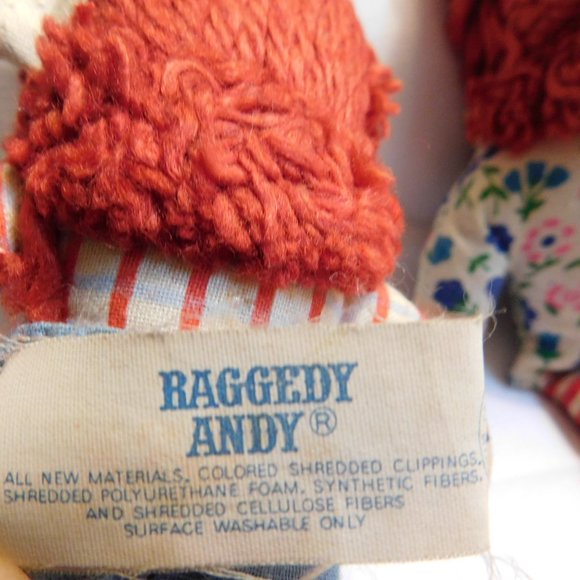 RAGGEDY
ANDY®
ALL NEW MATERIALS, COLORED SHREDDED CLIPPINGS,
SHREDDED POLYURETHANE FOAM, SYNTHETIC FIBERS,
AND SHREDDED CELLULOSE FIBERS
SURFACE WASHABLE ONLY